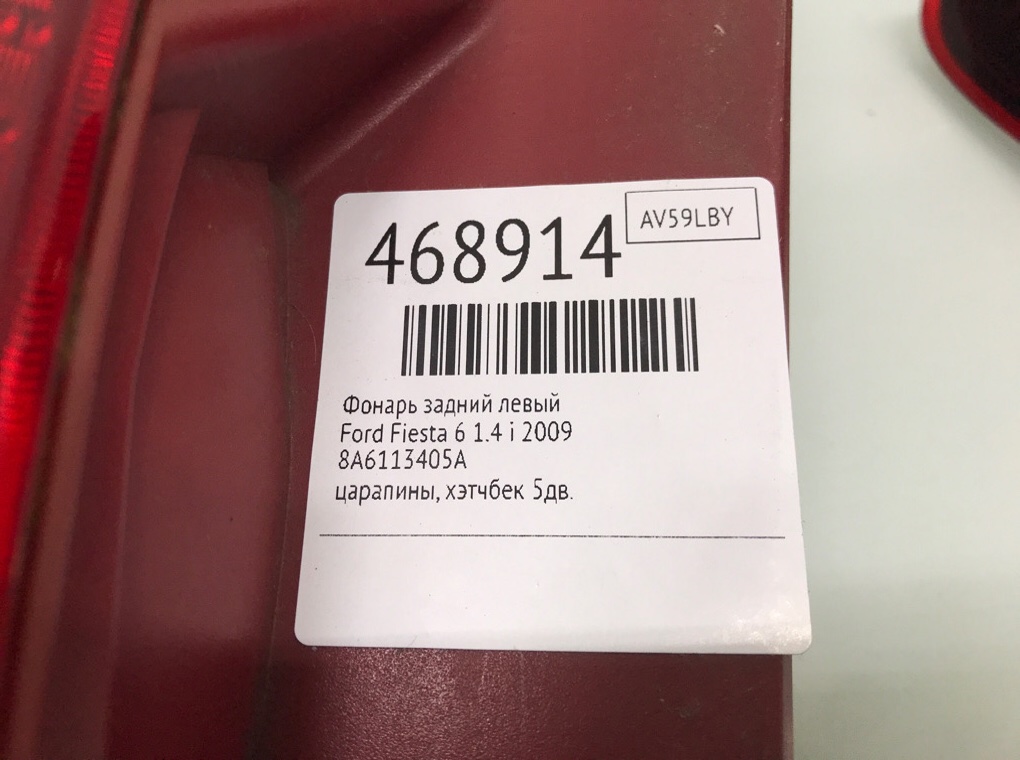 468914
AV59LBY
Фонарь задний левый
Ford Fiesta 6 1.4 i 2009
8A6113405A
царапины, хэтчбек 5дв.